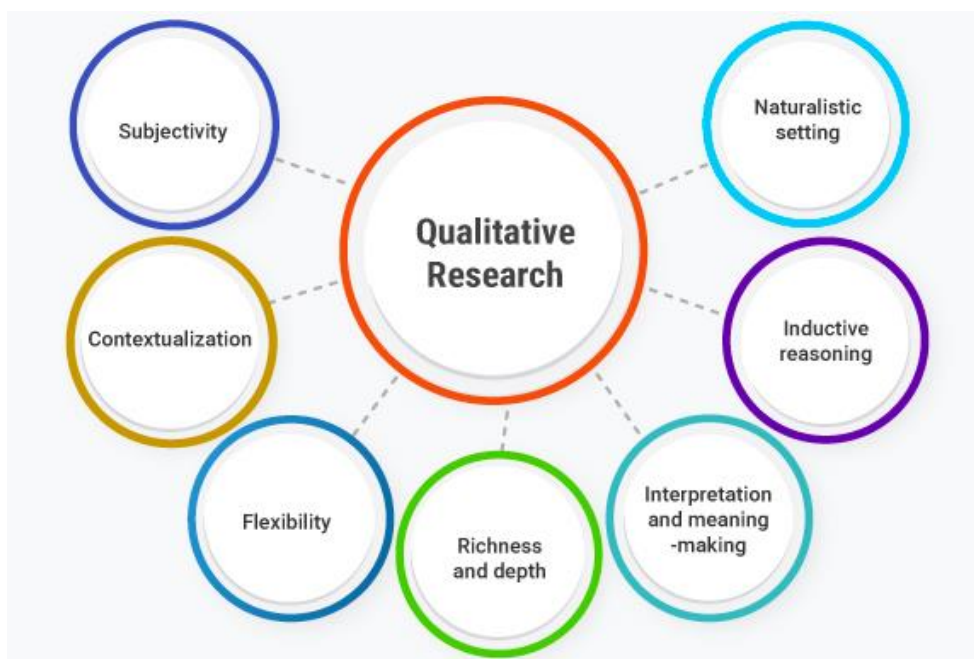 Subjectivity
Naturalistic
setting
Qualitative
Research
Contextualization
Inductive
reasoning
Flexibility
Richness
and depth
Interpretation
and meaning
-making